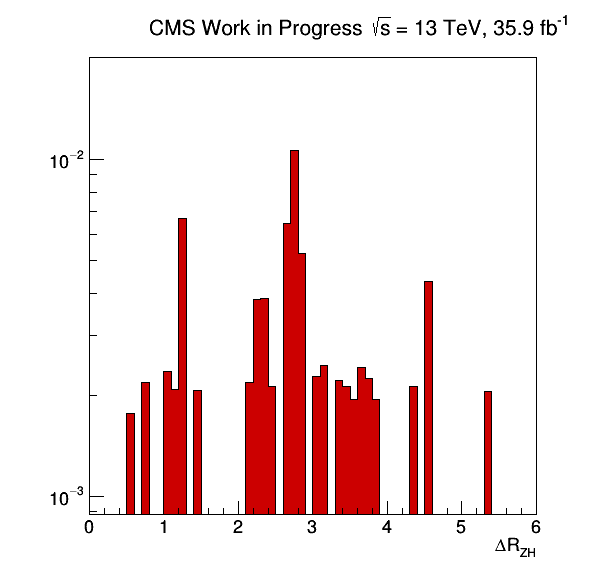 CMS Work in Progress √s = 13 TeV, 35.9 fb⁻¹
10⁻²
10⁻³
0 1 2 3 4 5 6
ΔR_ZH